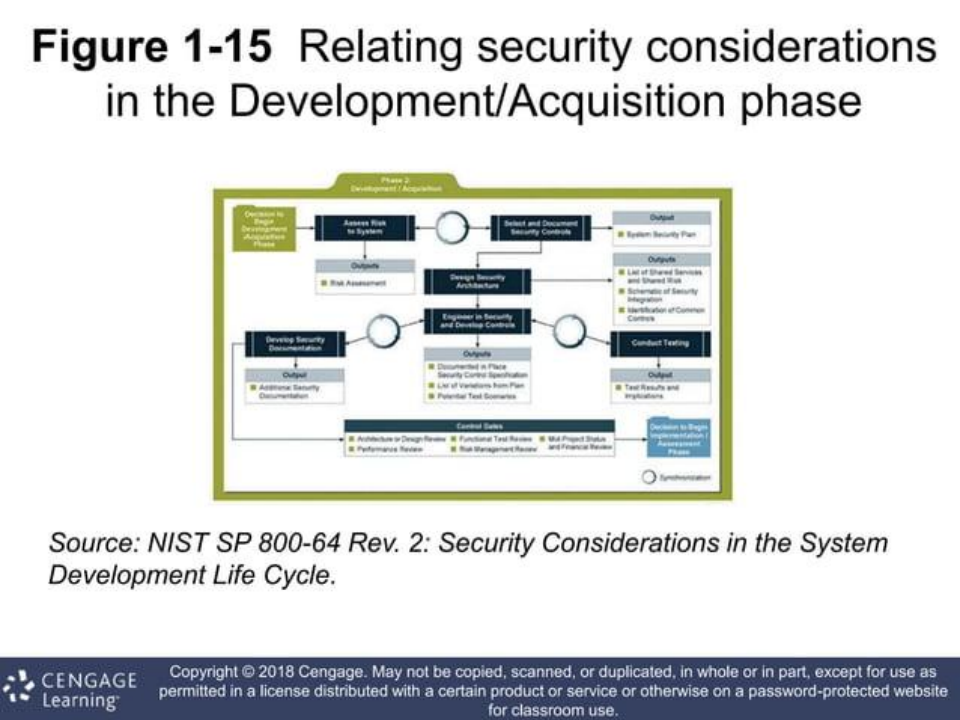 Figure 1-15 Relating security considerations
in the Development/Acquisition phase
Phase 2:
Development / Acquisition
Decision to
Begin
Development
/Acquisition
Phase
Assess Risk
to System
Select and Document
Security Controls
Output
System Security Plan
Outputs
Risk Assessment
Design Security
Architecture
Outputs
List of Shared Services
and Shared Risk
Schematic of Security
Integration
Identification of Common
Controls
Engineer in Security
and Develop Controls
Develop Security
Documentation
Conduct Testing
Outputs
Documented in Place
Security Control Specification
List of Variations from Plan
Potential Test Scenarios
Output
Additional Security
Documentation
Output
Test Results and
Implications
Control Gates
Architecture or Design Review Functional Test Review Mid Project Status
Performance Review Risk Management Review and Financial Review
Decision to Begin
Implementation /
Assessment
Phase
Synchronization
Source: NIST SP 800-64 Rev. 2: Security Considerations in the System
Development Life Cycle.
CENGAGE
Learning
Copyright © 2018 Cengage. May not be copied, scanned, or duplicated, in whole or in part, except for use as
permitted in a license distributed with a certain product or service or otherwise on a password-protected website
for classroom use.